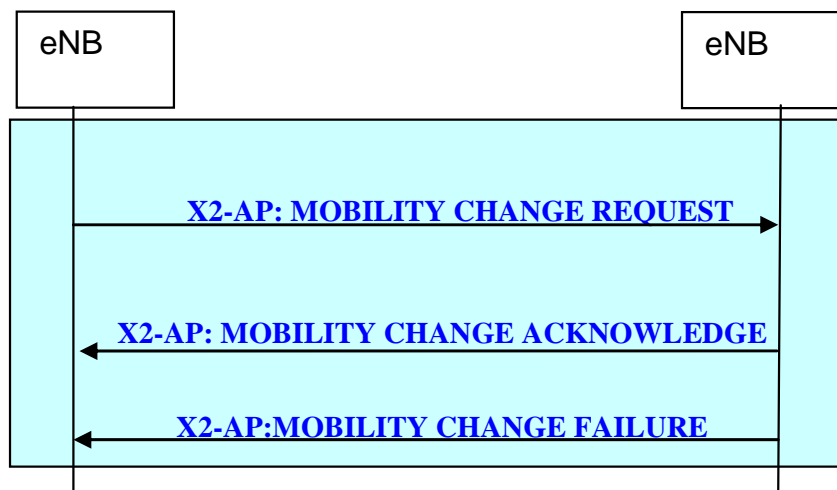 eNB
eNB
X2-AP: MOBILITY CHANGE REQUEST
X2-AP: MOBILITY CHANGE ACKNOWLEDGE
X2-AP:MOBILITY CHANGE FAILURE